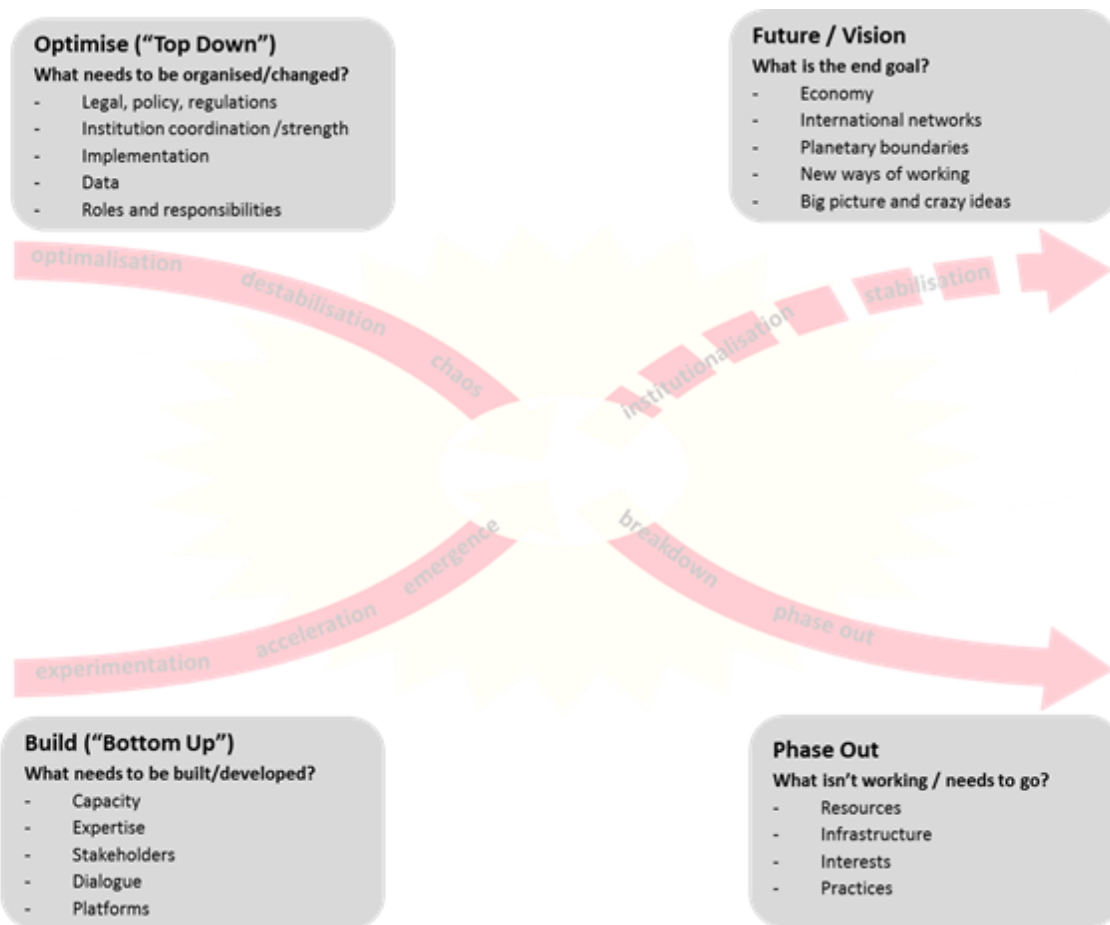 Optimise (“Top Down”)
What needs to be organised/changed?
- Legal, policy, regulations
- Institution coordination /strength
- Implementation
- Data
- Roles and responsibilities
Future / Vision
What is the end goal?
- Economy
- International networks
- Planetary boundaries
- New ways of working
- Big picture and crazy ideas
optimalisation
destabilisation
chaos
institutionalisation
stabilisation
experimentation
acceleration
emergence
breakdown
phase out
Build (“Bottom Up”)
What needs to be built/developed?
- Capacity
- Expertise
- Stakeholders
- Dialogue
- Platforms
Phase Out
What isn’t working / needs to go?
- Resources
- Infrastructure
- Interests
- Practices